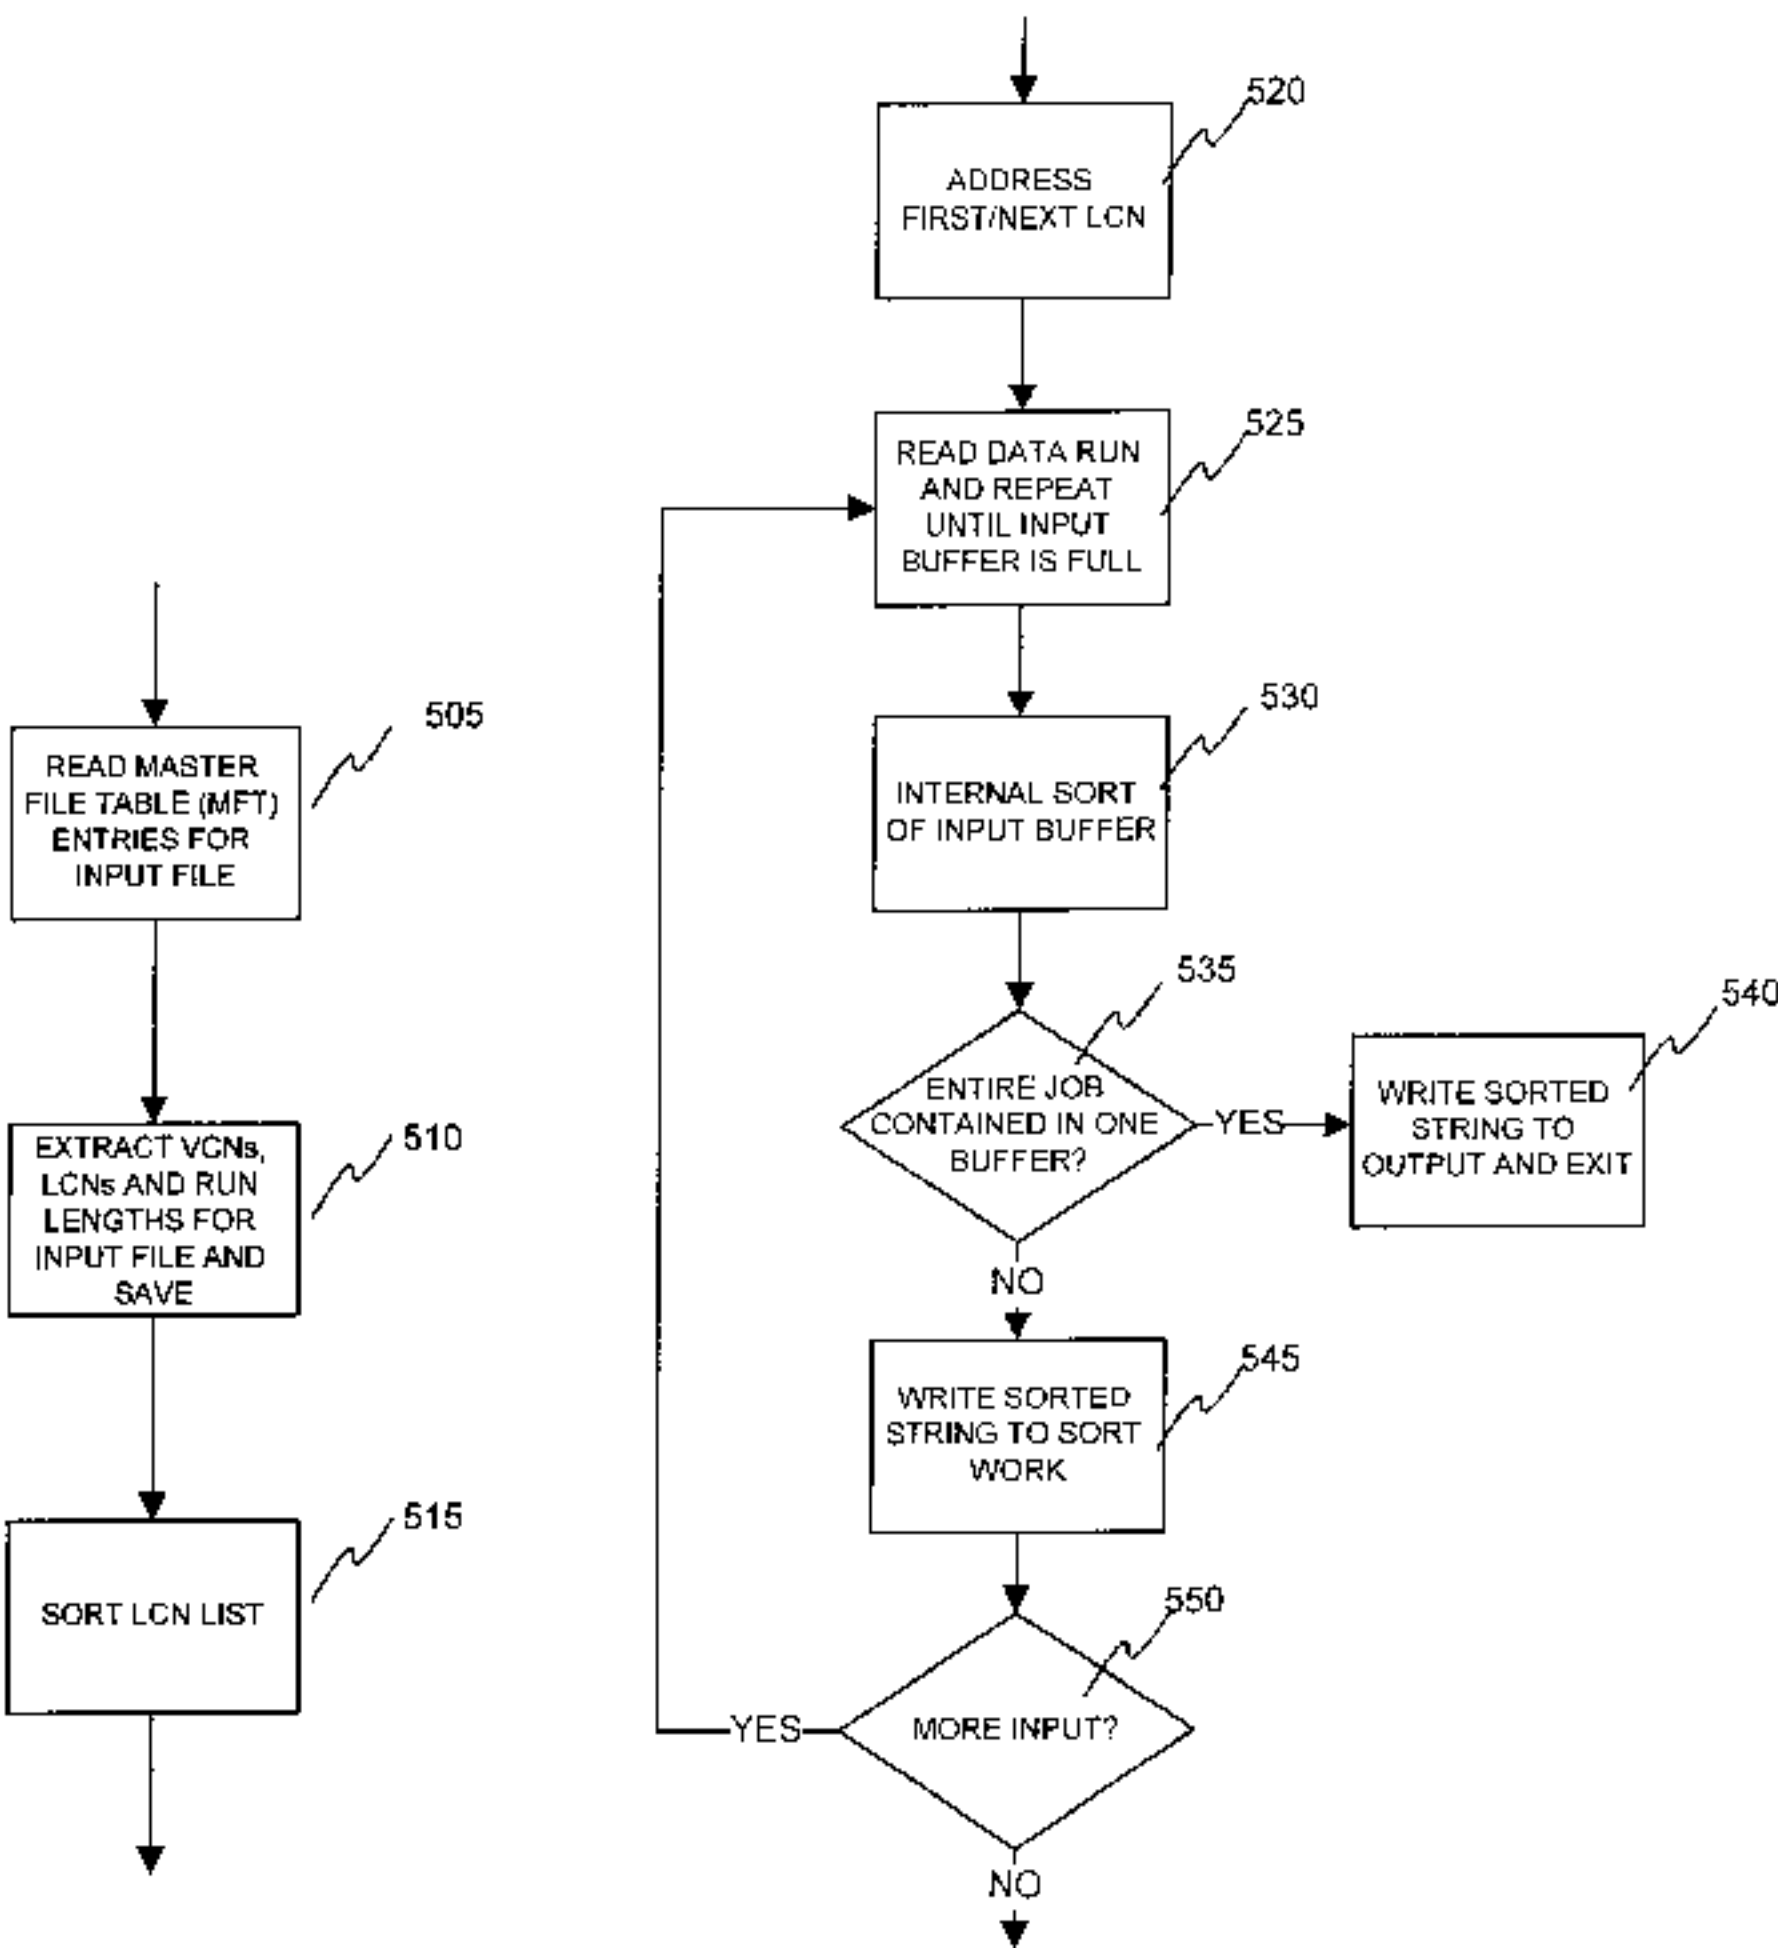 505
READ MASTER
FILE TABLE (MFT)
ENTRIES FOR
INPUT FILE
510
EXTRACT VCNs,
LCNs AND RUN
LENGTHS FOR
INPUT FILE AND
SAVE
515
SORT LCN LIST
520
ADDRESS
FIRST/NEXT LCN
525
READ DATA RUN
AND REPEAT
UNTIL INPUT
BUFFER IS FULL
530
INTERNAL SORT
OF INPUT BUFFER
535
ENTIRE JOB
CONTAINED IN ONE
BUFFER?
YES
540
WRITE SORTED
STRING TO
OUTPUT AND EXIT
NO
545
WRITE SORTED
STRING TO SORT
WORK
550
MORE INPUT?
YES
NO